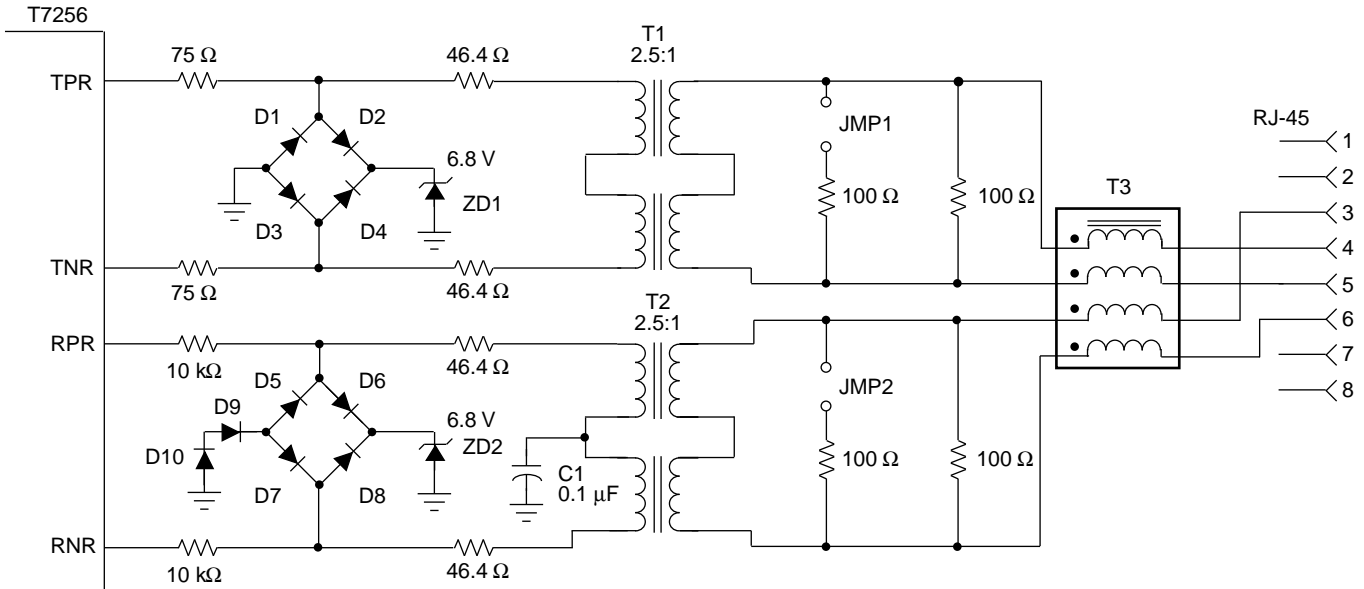 T7256
TPR
75 Ω
46.4 Ω
T1
2.5:1
D1
D2
D3
D4
6.8 V
ZD1
TNR
75 Ω
46.4 Ω
JMP1
100 Ω
100 Ω
RJ-45
1
2
3
4
5
6
7
8
T3
RPR
10 kΩ
46.4 Ω
T2
2.5:1
D5
D6
D9
D10
D7
D8
6.8 V
ZD2
C1
0.1 μF
JMP2
100 Ω
100 Ω
RNR
10 kΩ
46.4 Ω